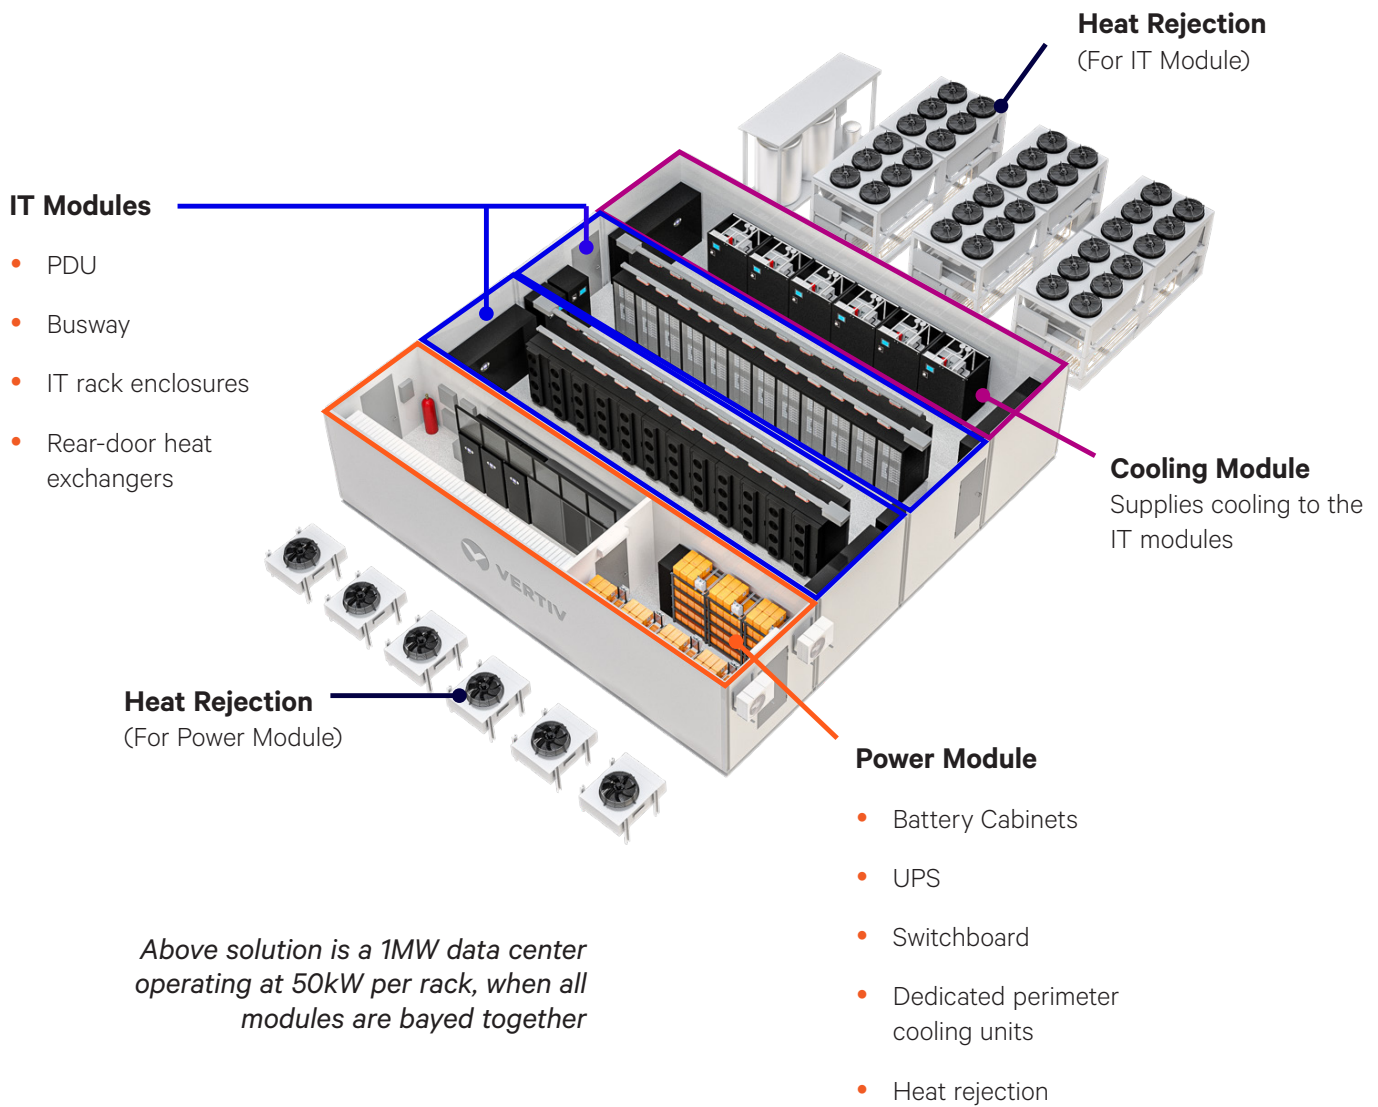 Heat Rejection
(For IT Module)
IT Modules
• PDU
• Busway
• IT rack enclosures
• Rear-door heat
exchangers
Cooling Module
Supplies cooling to the
IT modules
VERTIV
Heat Rejection
(For Power Module)
Power Module
• Battery Cabinets
• UPS
• Switchboard
• Dedicated perimeter
cooling units
• Heat rejection
Above solution is a 1MW data center
operating at 50kW per rack, when all
modules are bayed together